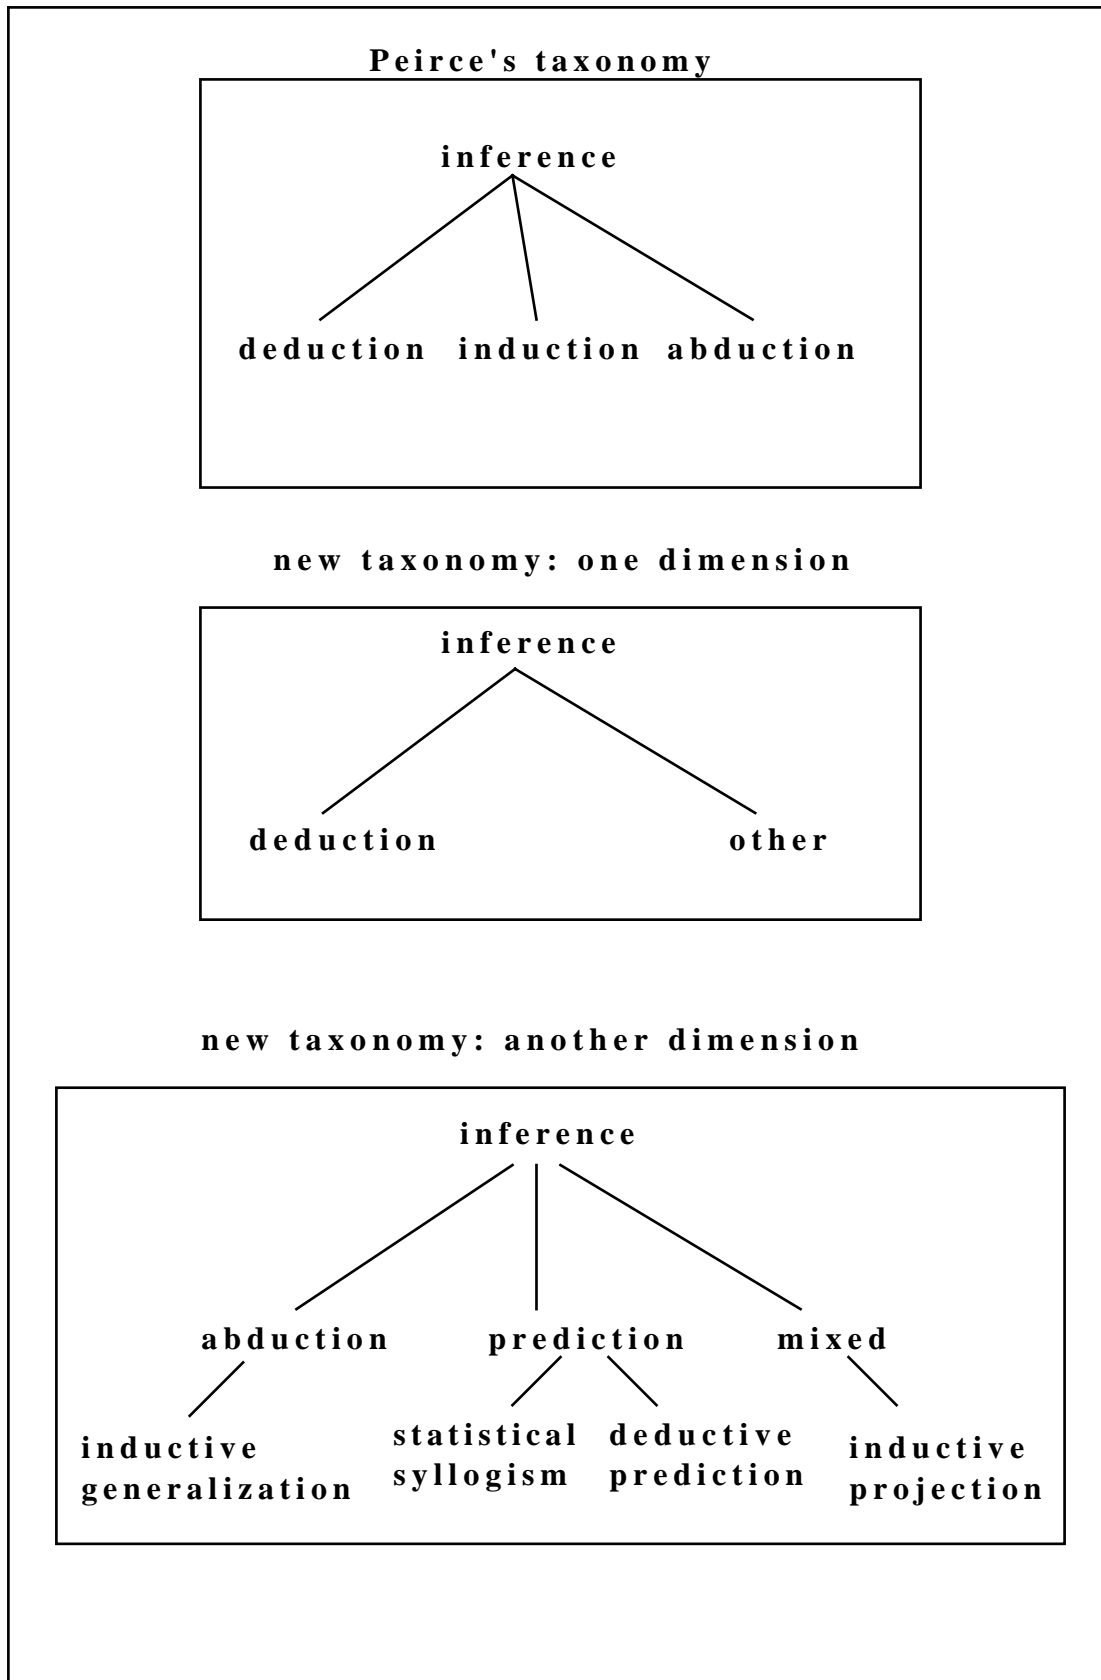 Peirce's taxonomy
inference
deduction induction abduction
new taxonomy: one dimension
inference
deduction other
new taxonomy: another dimension
inference
abduction prediction mixed
inductive
generalization
statistical
syllogism
deductive
prediction
inductive
projection